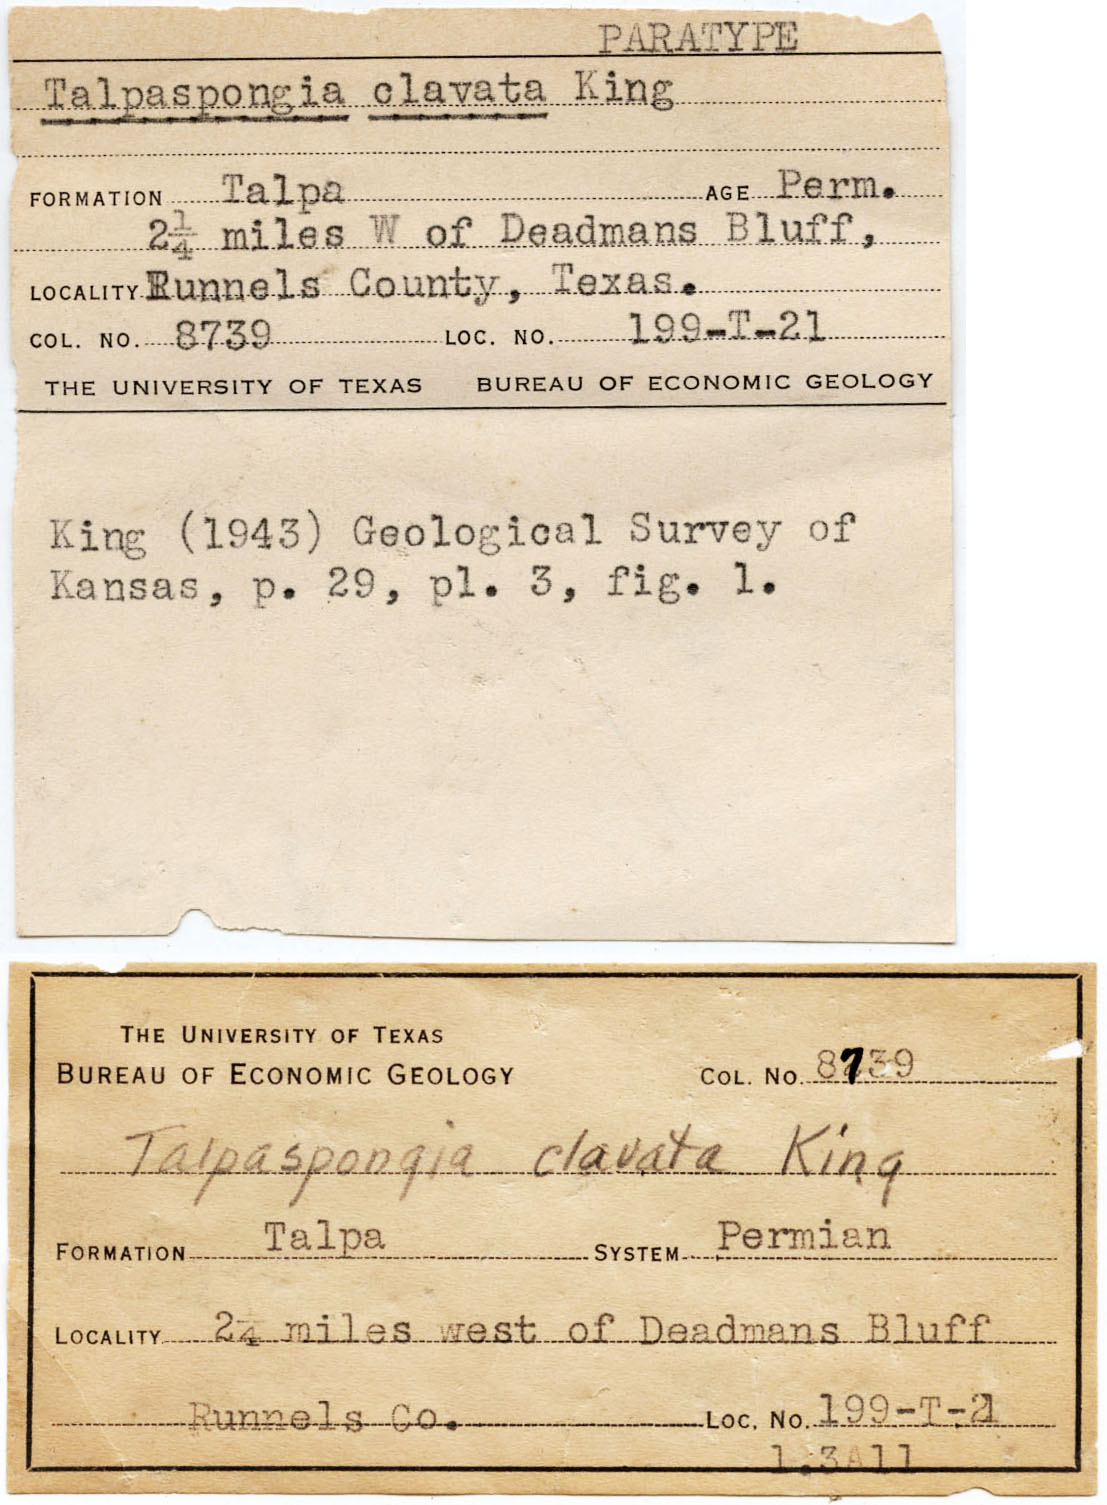 PARATYPE
Talpaspongia clavata King
FORMATION Talpa AGE Perm.
2¼ miles W of Deadmans Bluff,
LOCALITY Runnels County, Texas.
COL. NO. 8739 LOC. NO. 199-T-21
THE UNIVERSITY OF TEXAS BUREAU OF ECONOMIC GEOLOGY
King (1943) Geological Survey of
Kansas, p. 29, pl. 3, fig. 1.
THE UNIVERSITY OF TEXAS
BUREAU OF ECONOMIC GEOLOGY COL. NO. 8739
Talpaspongia clavata King
FORMATION Talpa SYSTEM Permian
LOCALITY 2¼ miles west of Deadmans Bluff
Runnels Co. LOC. NO. 199-T-21
1.3A11